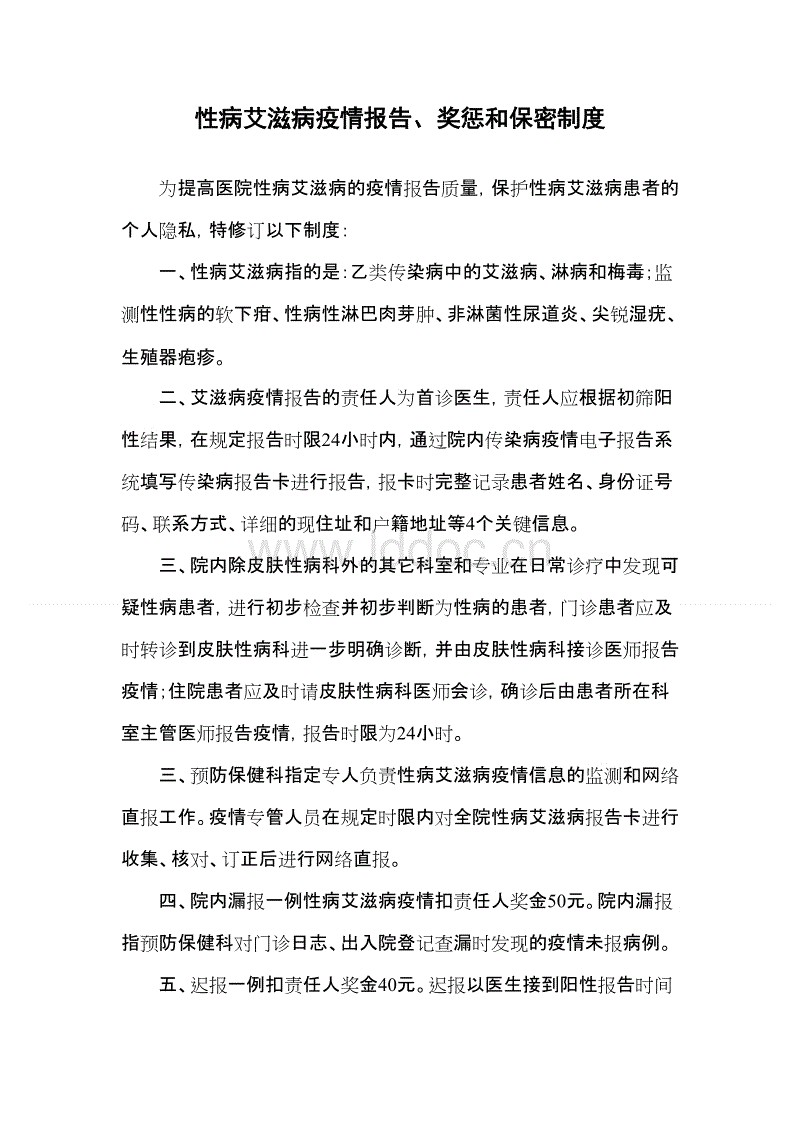 性病艾滋病疫情报告、奖惩和保密制度
为提高医院性病艾滋病的疫情报告质量，保护性病艾滋病患者的
个人隐私，特修订以下制度：
一、性病艾滋病指的是：乙类传染病中的艾滋病、淋病和梅毒；监
测性性病的软下疳、性病性淋巴肉芽肿、非淋菌性尿道炎、尖锐湿疣、
生殖器疱疹。
二、艾滋病疫情报告的责任人为首诊医生，责任人应根据初筛阳
性结果，在规定报告时限24小时内，通过院内传染病疫情电子报告系
统填写传染病报告卡进行报告，报卡时完整记录患者姓名、身份证号
码、联系方式、详细的现住址和户籍地址等4个关键信息。
www.lddoc.cn
三、院内除皮肤性病科外的其它科室和专业在日常诊疗中发现可
疑性病患者，进行初步检查并初步判断为性病的患者，门诊患者应及
时转诊到皮肤性病科进一步明确诊断，并由皮肤性病科接诊医师报告
疫情；住院患者应及时请皮肤性病科医师会诊，确诊后由患者所在科
室主管医师报告疫情，报告时限为24小时。
三、预防保健科指定专人负责性病艾滋病疫情信息的监测和网络
直报工作。疫情专管人员在规定时限内对全院性病艾滋病报告卡进行
收集、核对、订正后进行网络直报。
四、院内漏报一例性病艾滋病疫情扣责任人奖金50元。院内漏报
指预防保健科对门诊日志、出入院登记查漏时发现的疫情未报病例。
五、迟报一例扣责任人奖金40元。迟报以医生接到阳性报告时间